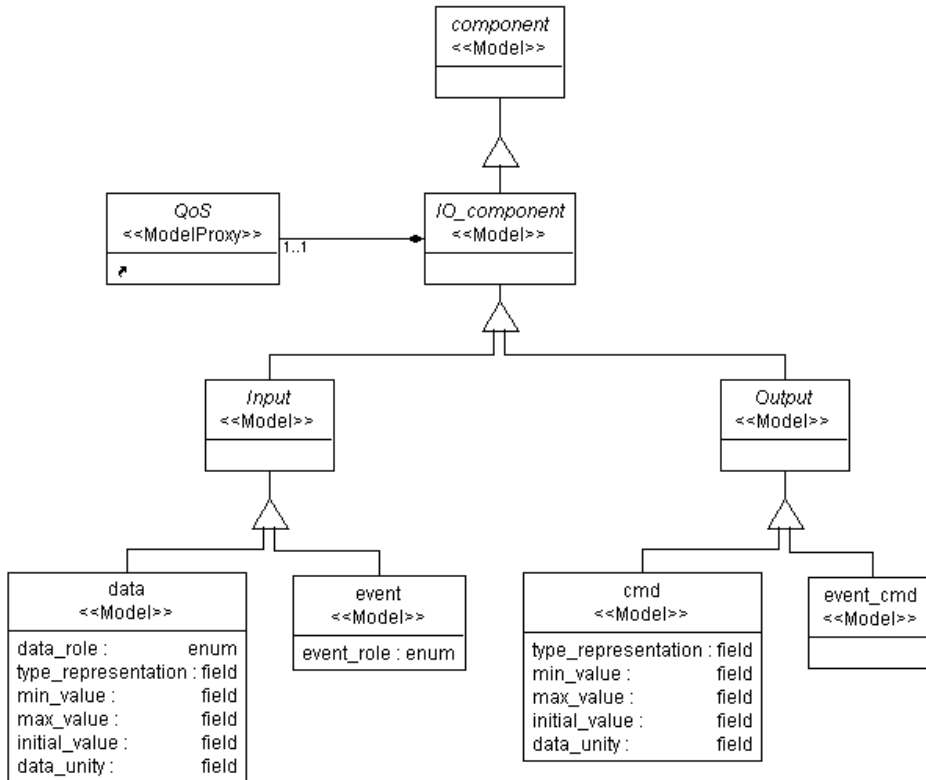 component
<<Model>>
QoS
<<ModelProxy>>
1..1
IO_component
<<Model>>
Input
<<Model>>
Output
<<Model>>
data
<<Model>>
data_role : enum
type_representation : field
min_value : field
max_value : field
initial_value : field
data_unity : field
event
<<Model>>
event_role : enum
cmd
<<Model>>
type_representation : field
min_value : field
max_value : field
initial_value : field
data_unity : field
event_cmd
<<Model>>